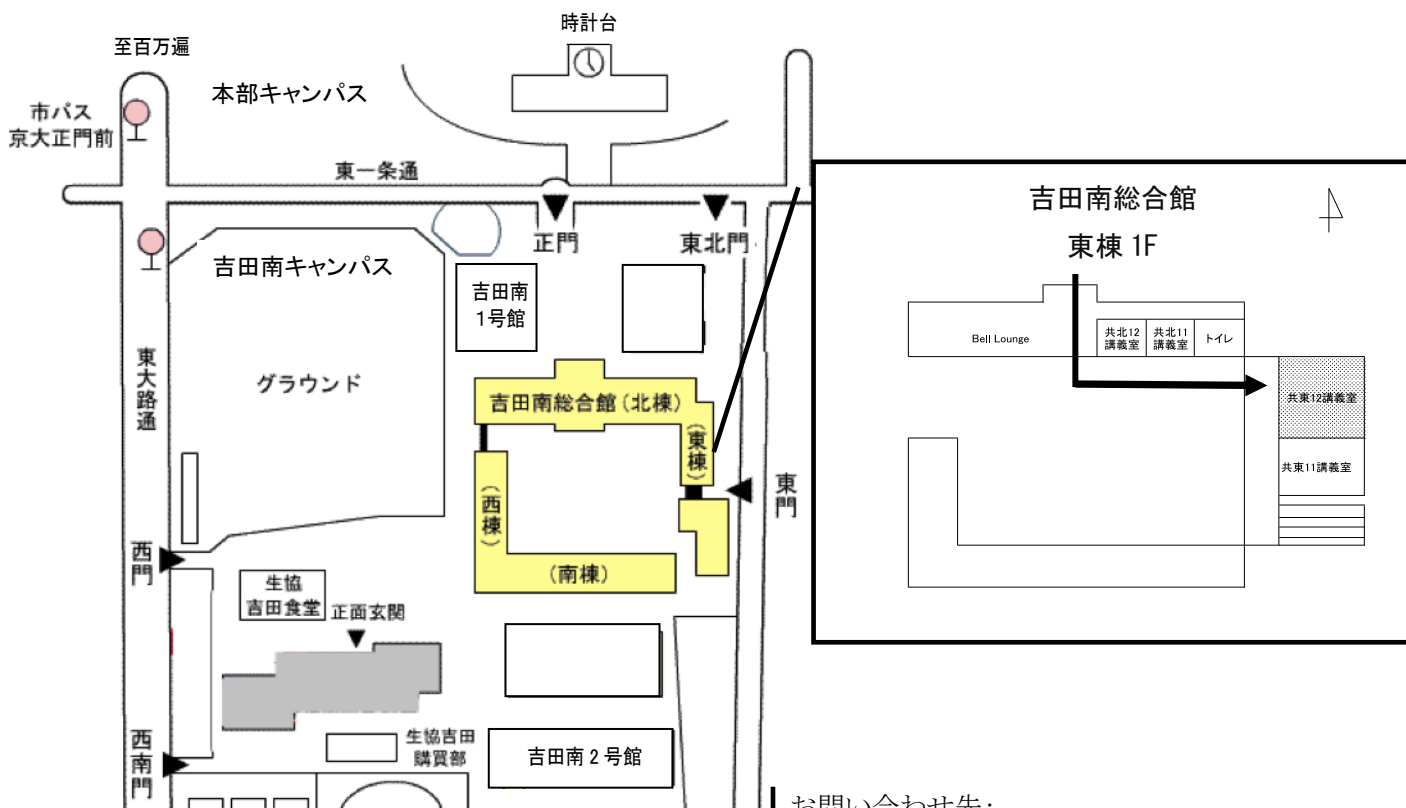 時計台
至百万遍
本部キャンパス
市バス
京大正門前
東一条通
正門
東北門
吉田南キャンパス
吉田南
1号館
東大路通
グラウンド
吉田南総合館(北棟)
(東棟)
(西棟)
東門
(南棟)
西門
生協
吉田食堂
正面玄関
生協吉田
購買部
吉田南2号館
西南門
吉田南総合館
東棟 1F
Bell Lounge
共北12
講義室
共北11
講義室
トイレ
共東12講義室
共東11講義室
お問い合わせ先: